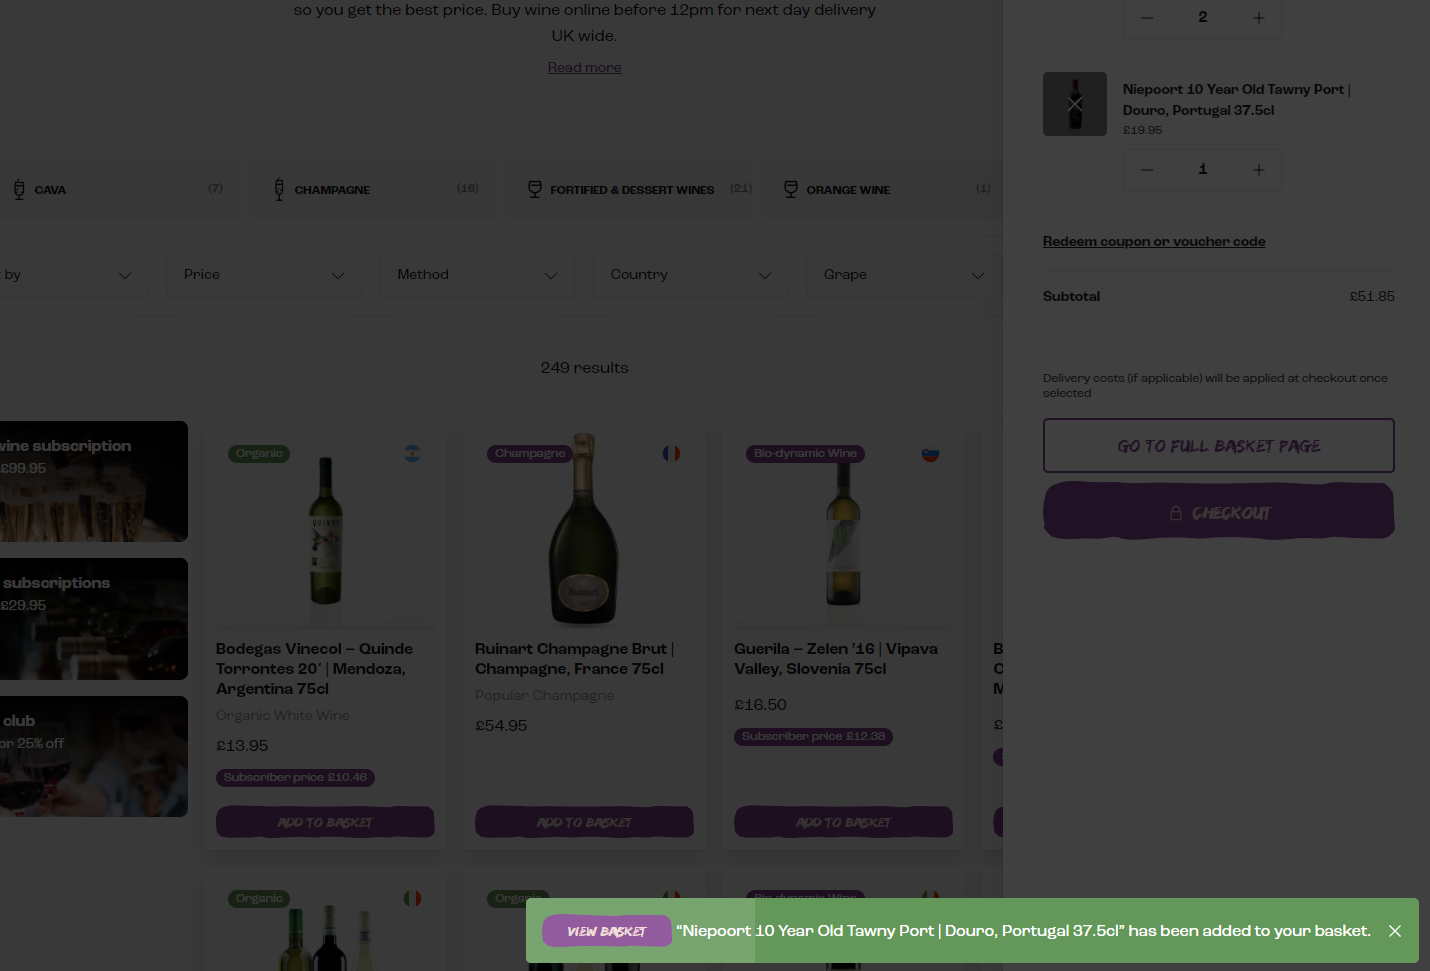 so you get the best price. Buy wine online before 12pm for next day delivery
UK wide.
Read more
CAVA (7)
CHAMPAGNE (16)
FORTIFIED & DESSERT WINES (21)
ORANGE WINE (1)
by
Price
Method
Country
Grape
249 results
wine subscription
£99.95
subscriptions
£29.95
club
or 25% off
Organic
QUINDE
Bodegas Vinecol – Quinde
Torrontes 20′ | Mendoza,
Argentina 75cl
Organic White Wine
£13.95
Subscriber price £10.46
ADD TO BASKET
Champagne
Ruinart
Ruinart Champagne Brut |
Champagne, France 75cl
Popular Champagne
£54.95
ADD TO BASKET
Bio-dynamic Wine
Guerila – Zelen ’16 | Vipava
Valley, Slovenia 75cl
£16.50
Subscriber price £12.38
ADD TO BASKET
B
C
M
£
Organic
Organic
Bio-dynamic Wine
2
Niepoort 10 Year Old Tawny Port |
Douro, Portugal 37.5cl
£19.95
1
Redeem coupon or voucher code
Subtotal £51.85
Delivery costs (if applicable) will be applied at checkout once
selected
GO TO FULL BASKET PAGE
CHECKOUT
VIEW BASKET “Niepoort 10 Year Old Tawny Port | Douro, Portugal 37.5cl” has been added to your basket.